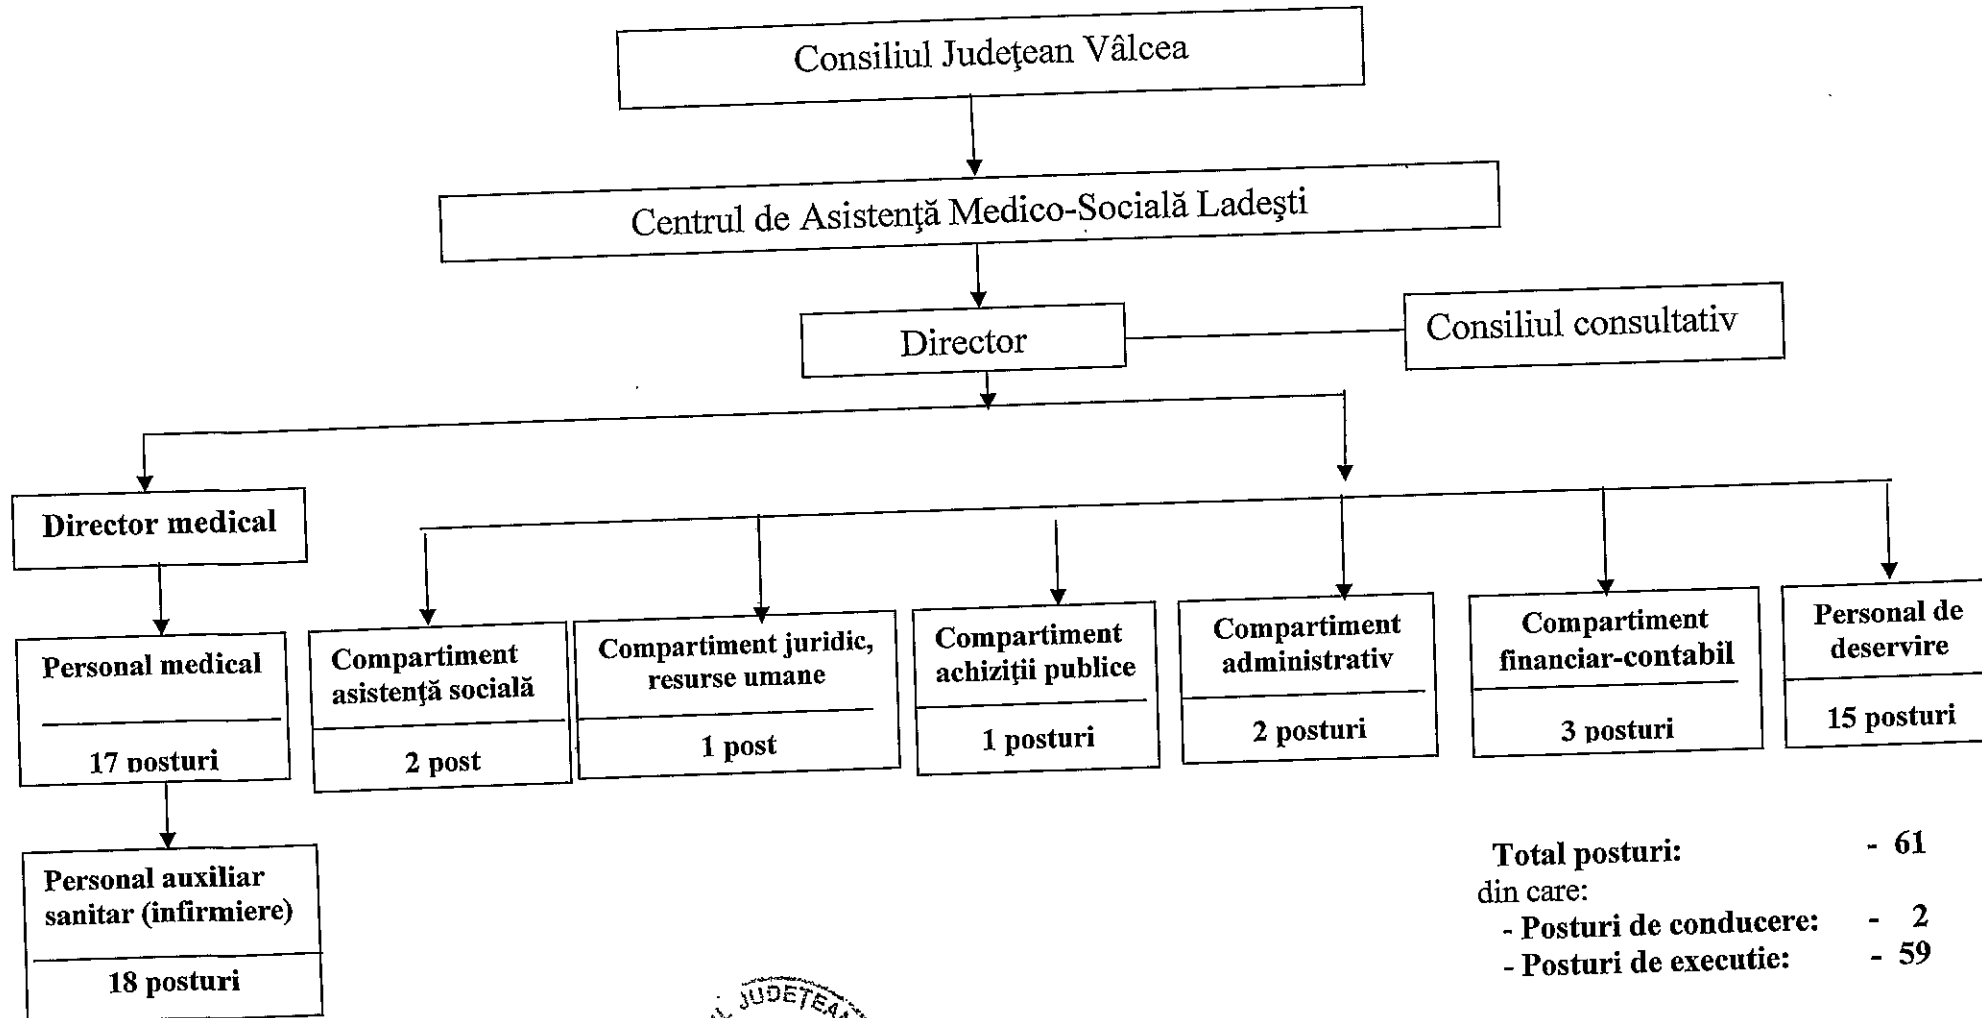 Consiliul Judeţean Vâlcea
Centrul de Asistenţă Medico-Socială Ladeşti
Director
Consiliul consultativ
Director medical
Personal medical
17 posturi
Compartiment
asistenţă socială
2 post
Compartiment juridic,
resurse umane
1 post
Compartiment
achiziţii publice
1 posturi
Compartiment
administrativ
2 posturi
Compartiment
financiar-contabil
3 posturi
Personal de
deservire
15 posturi
Personal auxiliar
sanitar (infirmiere)
18 posturi
Total posturi: - 61
din care:
- Posturi de conducere: - 2
- Posturi de executie: - 59
JUDEŢEAN